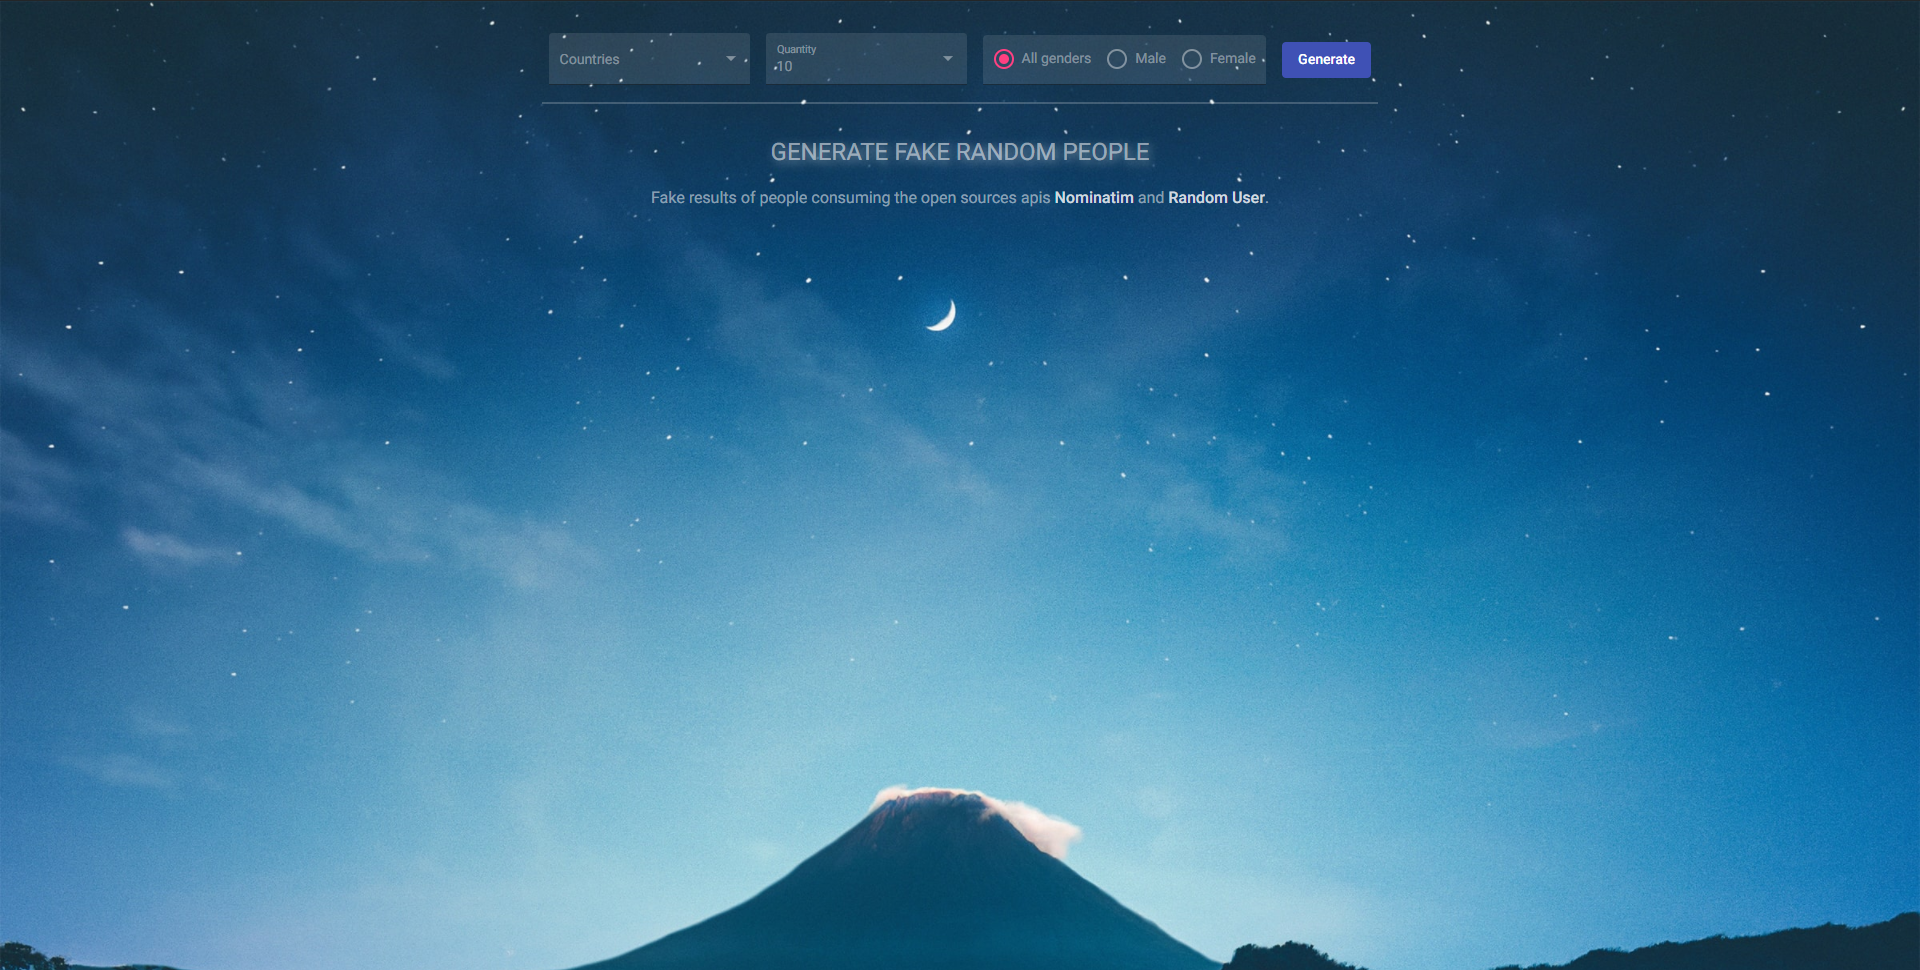 Countries
Quantity
10
All genders Male Female
Generate
GENERATE FAKE RANDOM PEOPLE
Fake results of people consuming the open sources apis Nominatim and Random User.